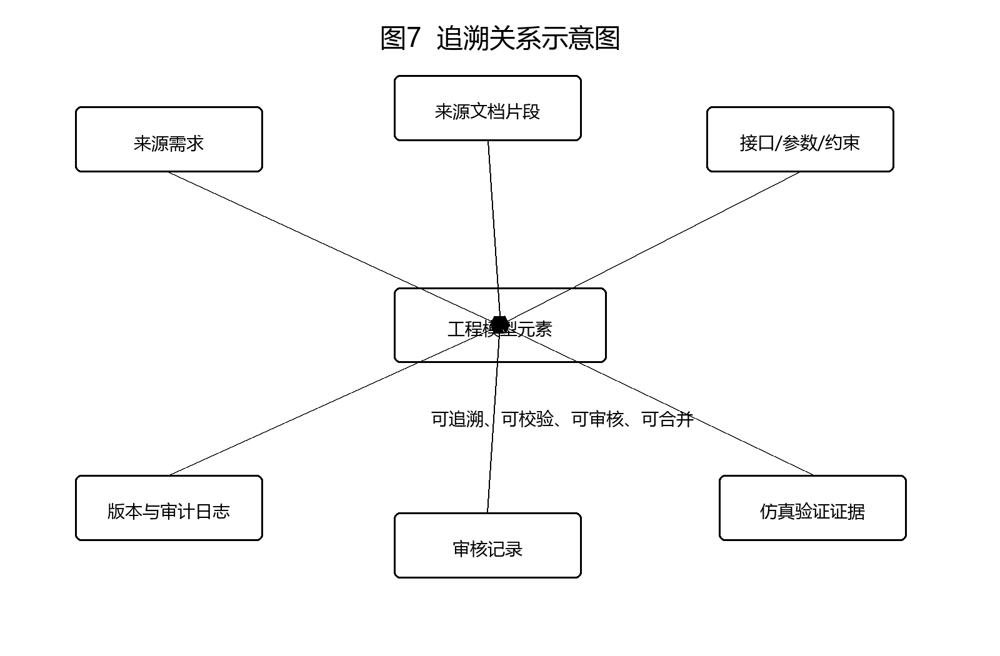 图7 追溯关系示意图
来源文档片段
来源需求
接口/参数/约束
工程模型元素
可追溯、可校验、可审核、可合并
版本与审计日志
仿真验证证据
审核记录